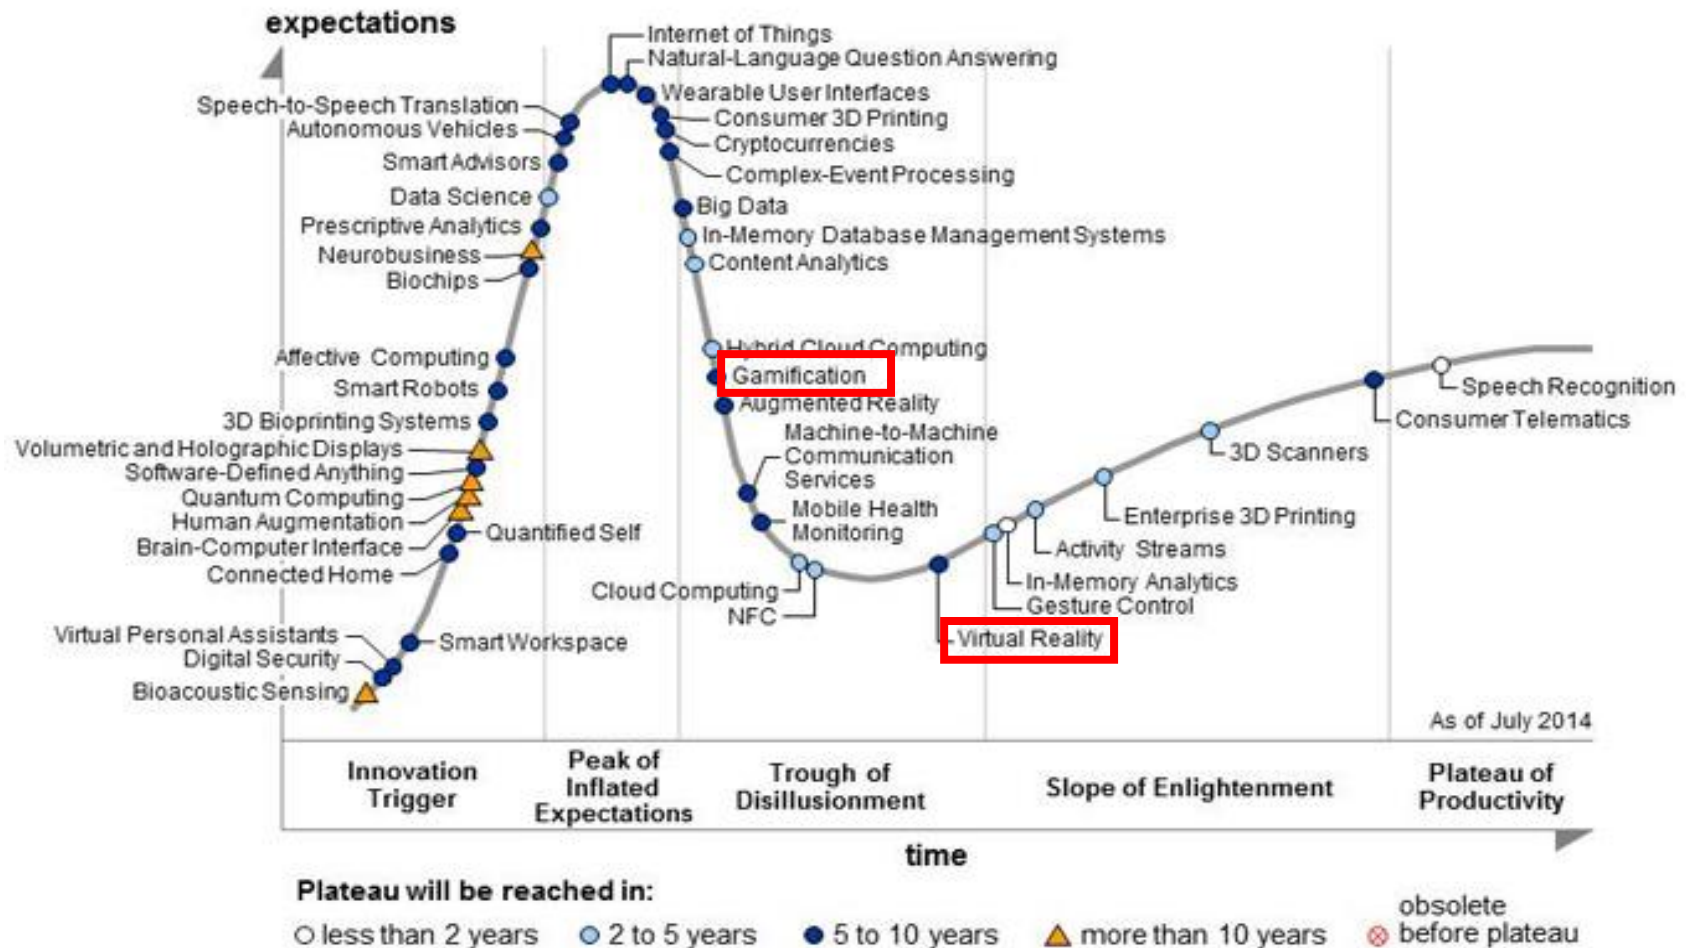 expectations
Internet of Things
Natural-Language Question Answering
Wearable User Interfaces
Consumer 3D Printing
Cryptocurrencies
Complex-Event Processing
Speech-to-Speech Translation
Autonomous Vehicles
Smart Advisors
Data Science
Prescriptive Analytics
Neurobusiness
Biochips
Big Data
In-Memory Database Management Systems
Content Analytics
Hybrid Cloud Computing
Gamification
Augmented Reality
Affective Computing
Smart Robots
3D Bioprinting Systems
Volumetric and Holographic Displays
Software-Defined Anything
Quantum Computing
Human Augmentation
Brain-Computer Interface
Connected Home
Quantified Self
Machine-to-Machine
Communication
Services
Mobile Health
Monitoring
Cloud Computing
NFC
Virtual Personal Assistants
Digital Security
Bioacoustic Sensing
Smart Workspace
Speech Recognition
Consumer Telematics
3D Scanners
Enterprise 3D Printing
Activity Streams
In-Memory Analytics
Gesture Control
Virtual Reality
As of July 2014
Innovation
Trigger
Peak of
Inflated
Expectations
Trough of
Disillusionment
Slope of Enlightenment
Plateau of
Productivity
time
Plateau will be reached in:
less than 2 years
2 to 5 years
5 to 10 years
more than 10 years
obsolete
before plateau